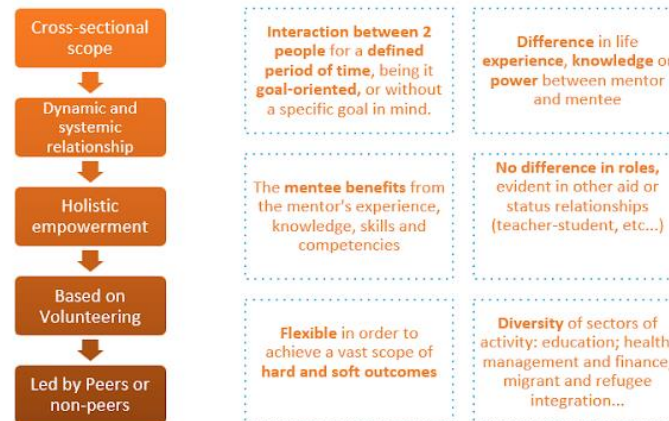 Cross-sectional
scope
Dynamic and
systemic
relationship
Holistic
empowerment
Based on
Volunteering
Led by Peers or
non-peers
Interaction between 2
people for a defined
period of time, being it
goal-oriented, or without
a specific goal in mind.
Difference in life
experience, knowledge or
power between mentor
and mentee
The mentee benefits from
the mentor's experience,
knowledge, skills and
competencies
No difference in roles,
evident in other aid or
status relationships
(teacher-student, etc...)
Flexible in order to
achieve a vast scope of
hard and soft outcomes
Diversity of sectors of
activity: education; health;
management and finance;
migrant and refugee
integration...